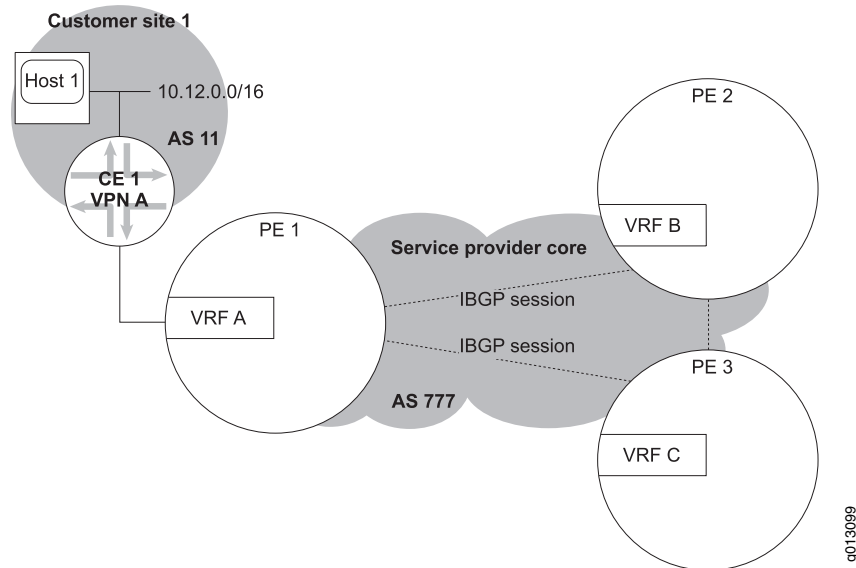 Customer site 1
Host 1
10.12.0.0/16
AS 11
CE 1
VPN A
PE 1
VRF A
Service provider core
IBGP session
IBGP session
AS 777
PE 2
VRF B
PE 3
VRF C
g013099